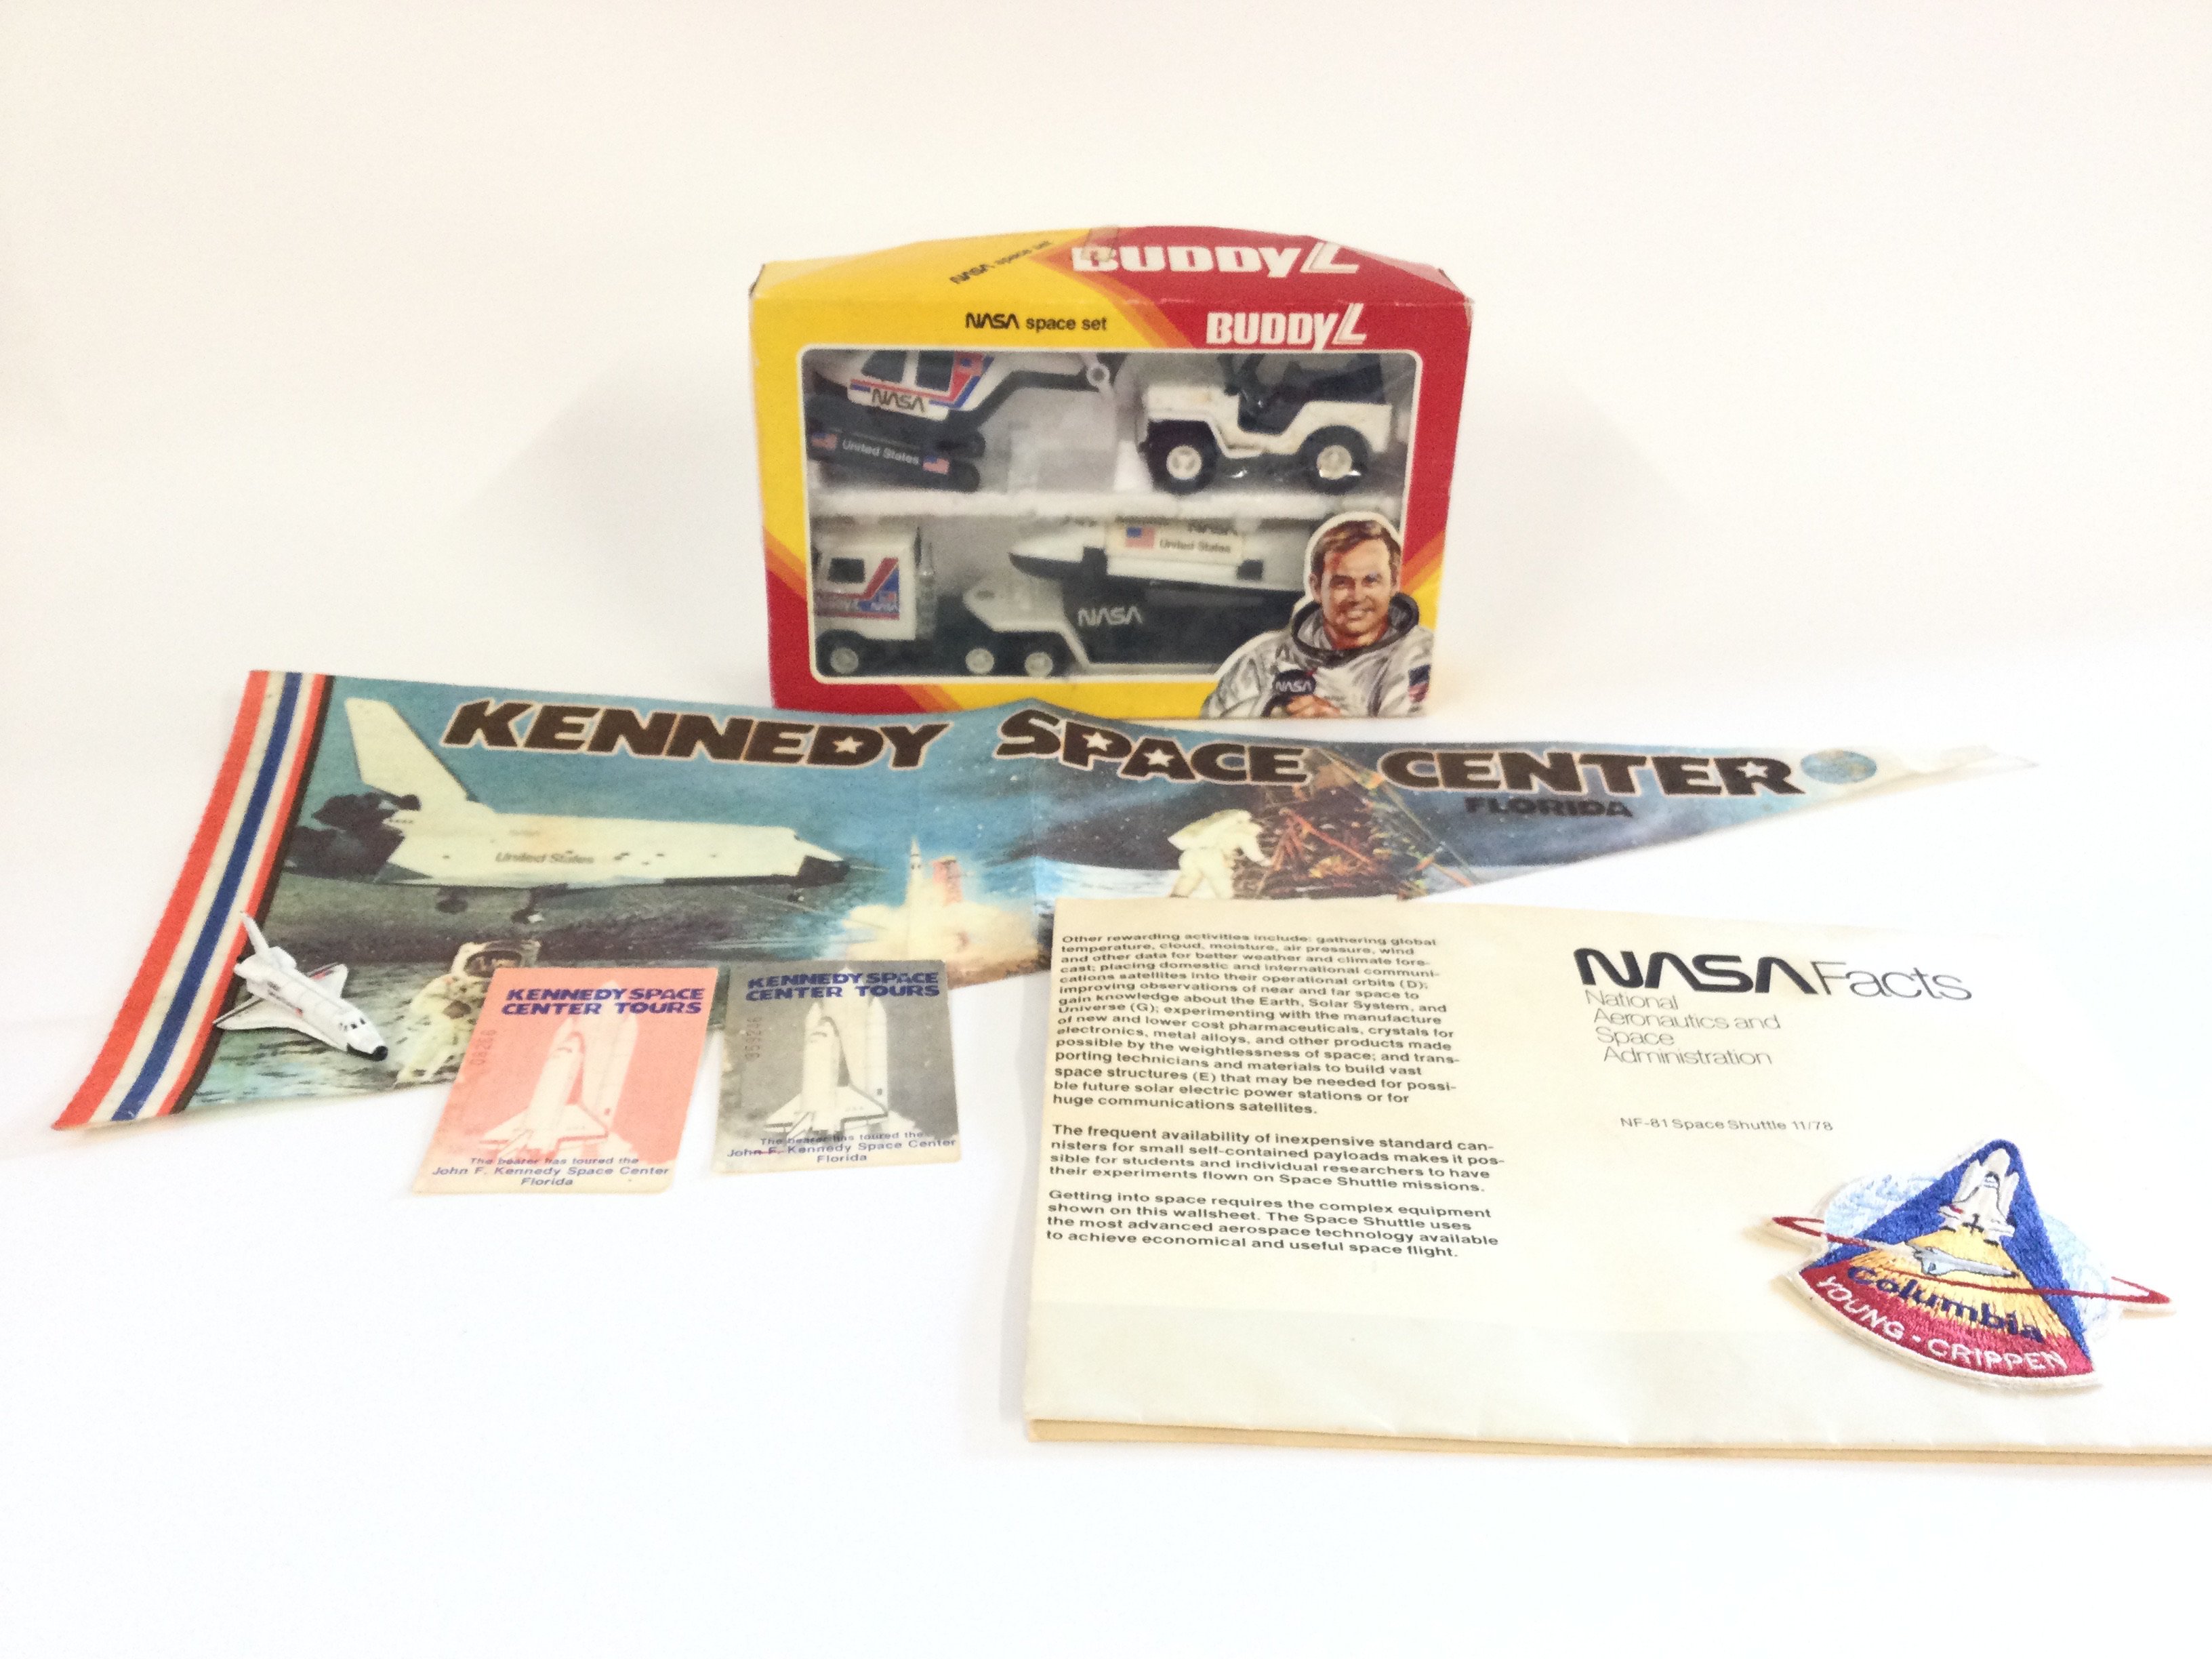 NASA space set
BUDDY L
NASA space set
BUDDY L
NASA
United States
United States
NASA
NASA
NASA
KENNEDY SPACE CENTER
FLORIDA
United States
KENNEDY SPACE
CENTER TOURS
08266
The bearer has toured the
John F. Kennedy Space Center
Florida
KENNEDY SPACE
CENTER TOURS
The bearer has toured the
John F. Kennedy Space Center
Florida
Other rewarding activities include: gathering global
temperature, cloud, moisture, air pressure, wind
and other data for better weather and climate fore-
cast; placing domestic and international communi-
cations satellites into their operational orbits (D);
improving observations of near and far space to
gain knowledge about the Earth, Solar System, and
Universe (G); experimenting with the manufacture
of new and lower cost pharmaceuticals, crystals for
electronics, metal alloys, and other products made
possible by the weightlessness of space; and trans-
porting technicians and materials to build vast
space structures (E) that may be needed for possi-
ble future solar electric power stations or for
huge communications satellites.
The frequent availability of inexpensive standard can-
nisters for small self-contained payloads makes it pos-
sible for students and individual researchers to have
their experiments flown on Space Shuttle missions.
Getting into space requires the complex equipment
shown on this wallsheet. The Space Shuttle uses
the most advanced aerospace technology available
to achieve economical and useful space flight.
NASA Facts
National
Aeronautics and
Space
Administration
NF-81 Space Shuttle 11/78
Columbia
YOUNG · CRIPPEN